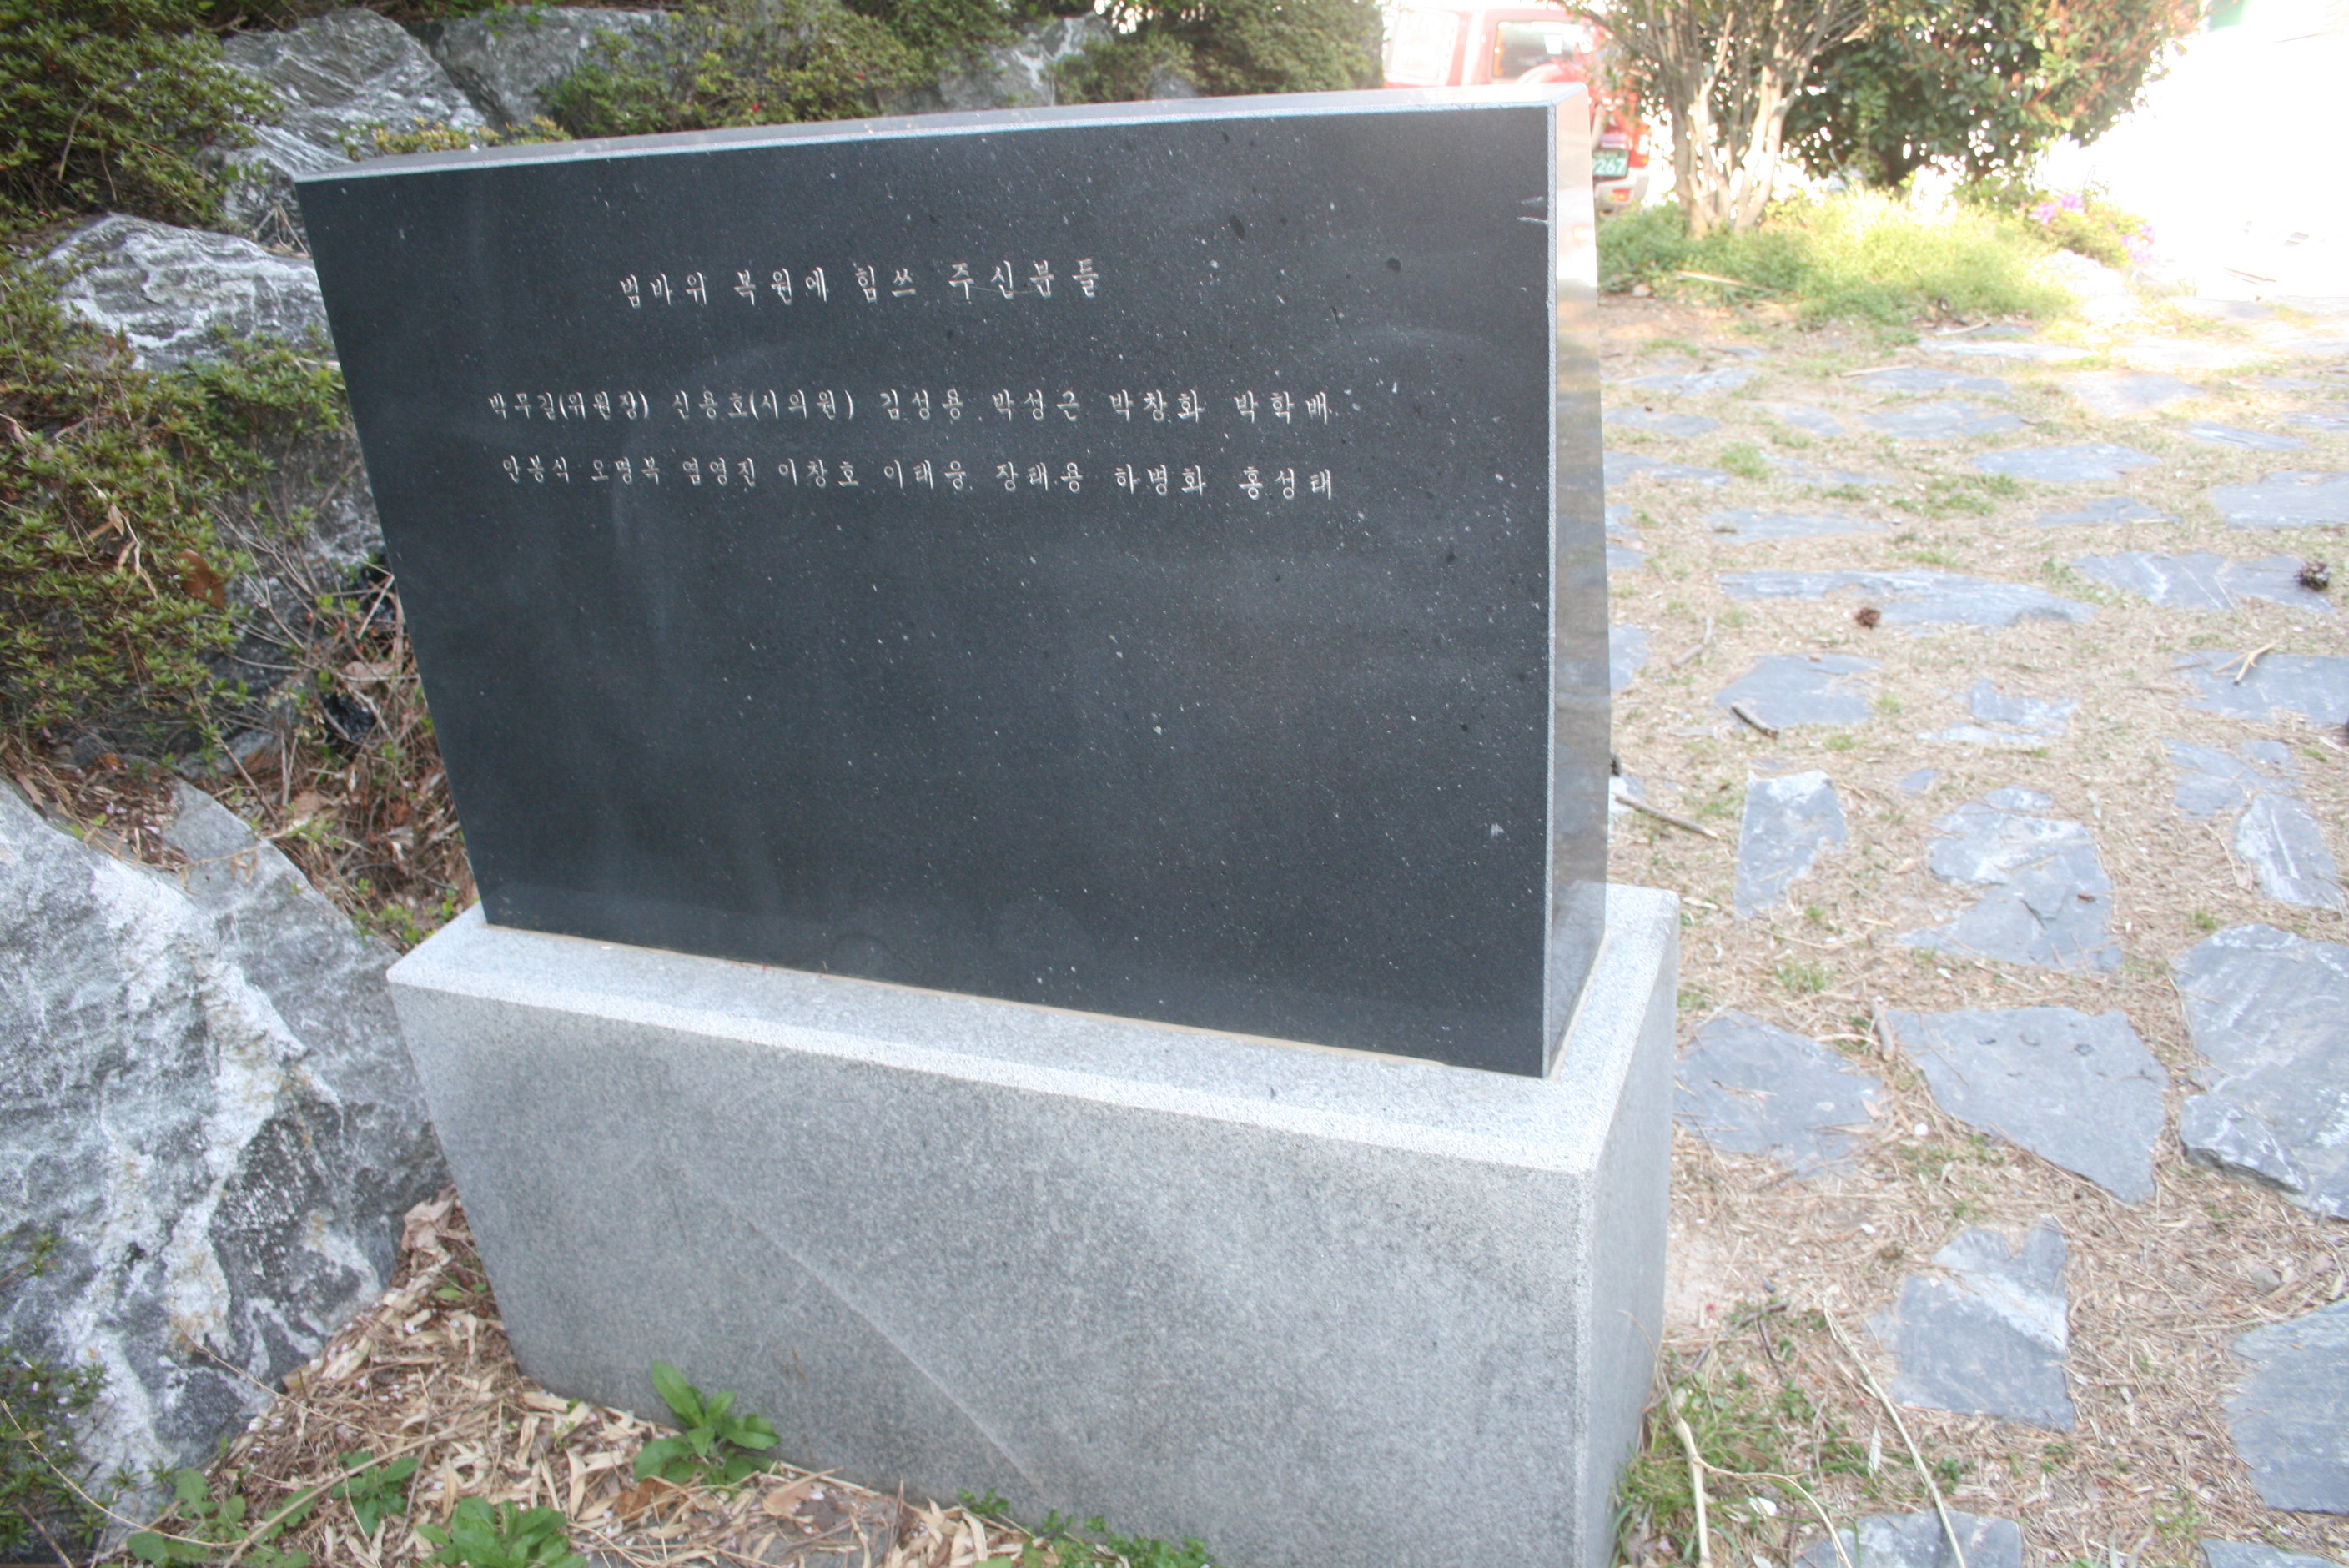 범바위 복원에 힘쓰 주신분들
박무길(위원장) 신용호(시의원) 김성용 박성근 박창화 박학배
안봉식 오명복 염영진 이창호 이태웅 장태용 하병화 홍성태
267